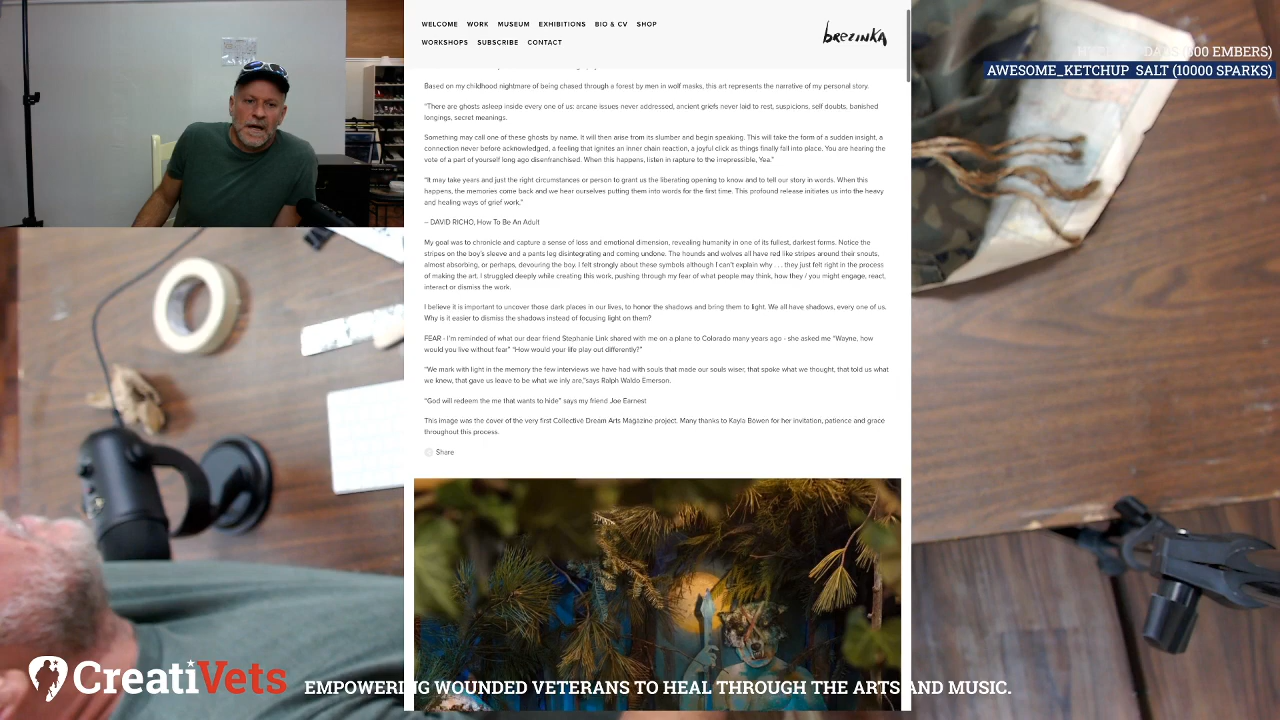 WELCOME WORK MUSEUM EXHIBITIONS BIO & CV SHOP
WORKSHOPS SUBSCRIBE CONTACT
brezinka
EMBERS)
AWESOME_KETCHUP SALT (10000 SPARKS)
Based on my childhood nightmare of being chased through a forest by men in wolf masks, this art represents the narrative of my personal story.
"There are ghosts asleep inside every one of us: arcane issues never addressed, ancient griefs never laid to rest, suspicions, self doubts, banished
longings, secret meanings.
Something may call one of these ghosts by name. It will then arise from its slumber and begin speaking. This will take the form of a sudden insight, a
connection never before acknowledged, a feeling that ignites an inner chain reaction, a joyful click as things finally fall into place. You are hearing the
vote of a part of yourself long ago disenfranchised. When this happens, listen in rapture to the irrepressible, Yea."
"It may take years and just the right circumstances or person to grant us the liberating opening to know and to tell our story in words. When this
happens, the memories come back and we hear ourselves putting them into words for the first time. This profound release initiates us into the heavy
and healing ways of grief work."
– DAVID RICHO, How To Be An Adult
My goal was to chronicle and capture a sense of loss and emotional dimension, revealing humanity in one of its fullest, darkest forms. Notice the
stripes on the boy's sleeve and a pants leg disintegrating and coming undone. The hounds and wolves all have red like stripes around their snouts,
almost absorbing, or perhaps, devouring the boy. I felt strongly about these symbols although I can't explain why . . . they just felt right in the process
of making the art. I struggled deeply while creating this work, pushing through my fear of what people may think, how they / you might engage, react,
interact or dismiss the work.
I believe it is important to uncover those dark places in our lives, to honor the shadows and bring them to light. We all have shadows, every one of us.
Why is it easier to dismiss the shadows instead of focusing light on them?
FEAR - I'm reminded of what our dear friend Stephanie Link shared with me on a plane to Colorado many years ago - she asked me "Wayne, how
would you live without fear" "How would your life play out differently?"
"We mark with light in the memory the few interviews we have had with souls that made our souls wiser, that spoke what we thought, that told us what
we knew, that gave us leave to be what we inly are,"says Ralph Waldo Emerson.
"God will redeem the me that wants to hide" says my friend Joe Earnest
This image was the cover of the very first Collective Dream Arts Magazine project. Many thanks to Kayla Bowen for her invitation, patience and grace
throughout this process.
Share
CreatiVets
EMPOWERING WOUNDED VETERANS TO HEAL THROUGH THE ARTS AND MUSIC.